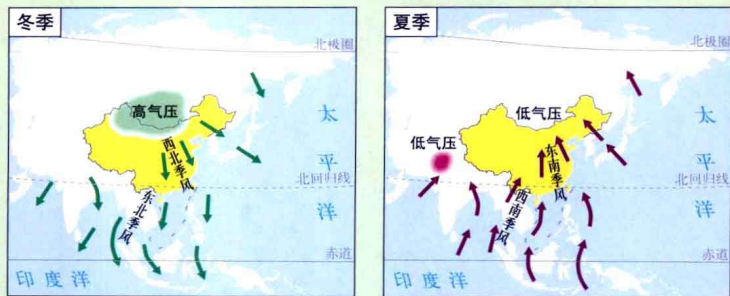 冬季
北极圈
高气压
太
平
洋
西北季风
东北季风
北回归线
赤道
印度洋
夏季
北极圈
低气压
低气压
太
平
洋
东南季风
西南季风
北回归线
赤道
印度洋